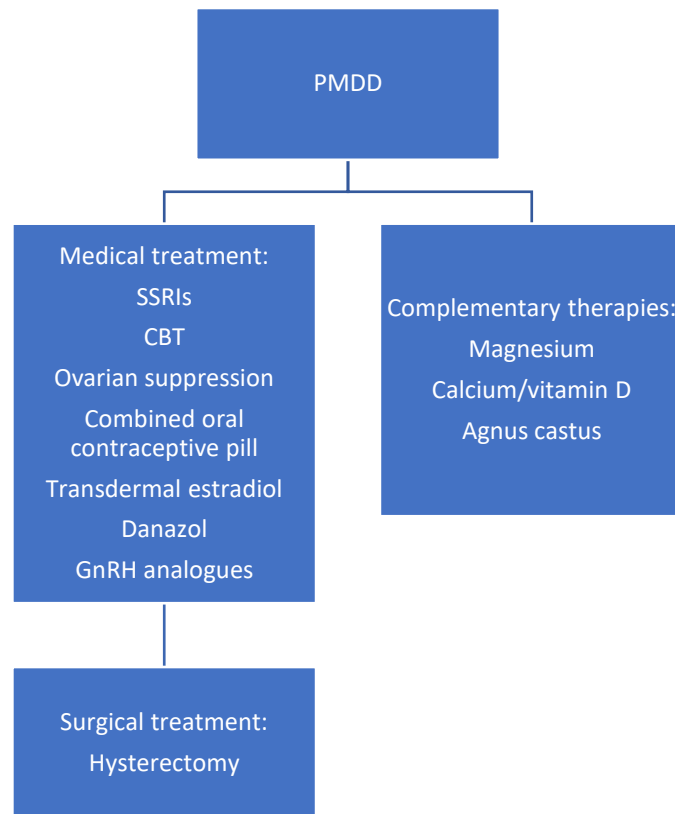 PMDD
Medical treatment:
SSRIs
CBT
Ovarian suppression
Combined oral
contraceptive pill
Transdermal estradiol
Danazol
GnRH analogues
Complementary therapies:
Magnesium
Calcium/vitamin D
Agnus castus
Surgical treatment:
Hysterectomy